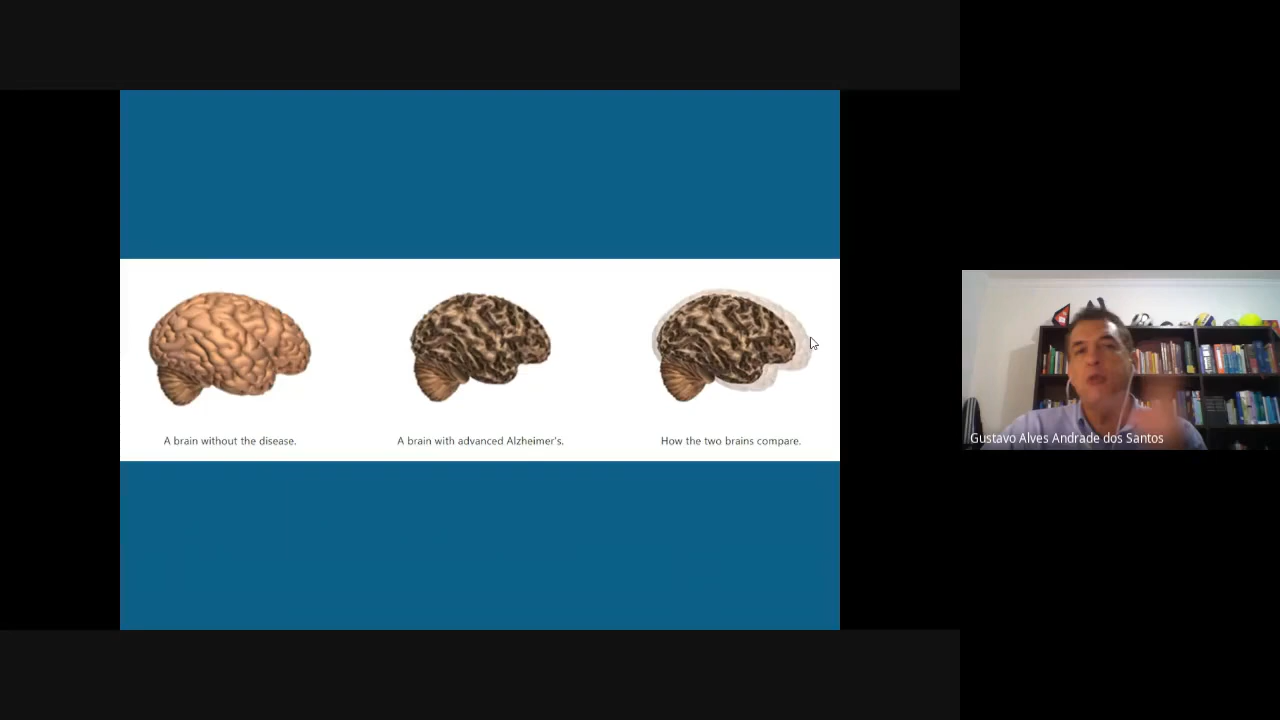 A brain without the disease.
A brain with advanced Alzheimer's.
How the two brains compare.
Gustavo Alves Andrade dos Santos